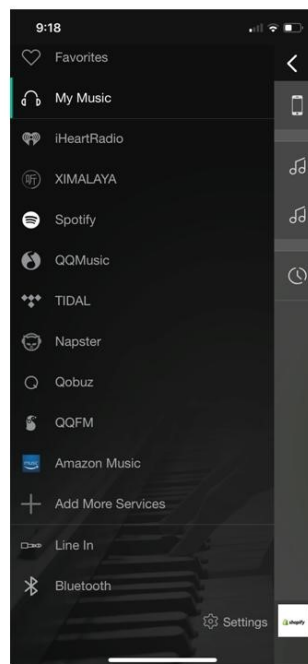 9:18
Favorites
My Music
iHeartRadio
XIMALAYA
Spotify
QQMusic
TIDAL
Napster
Qobuz
QQFM
Amazon Music
Add More Services
Line In
Bluetooth
Settings
shopify